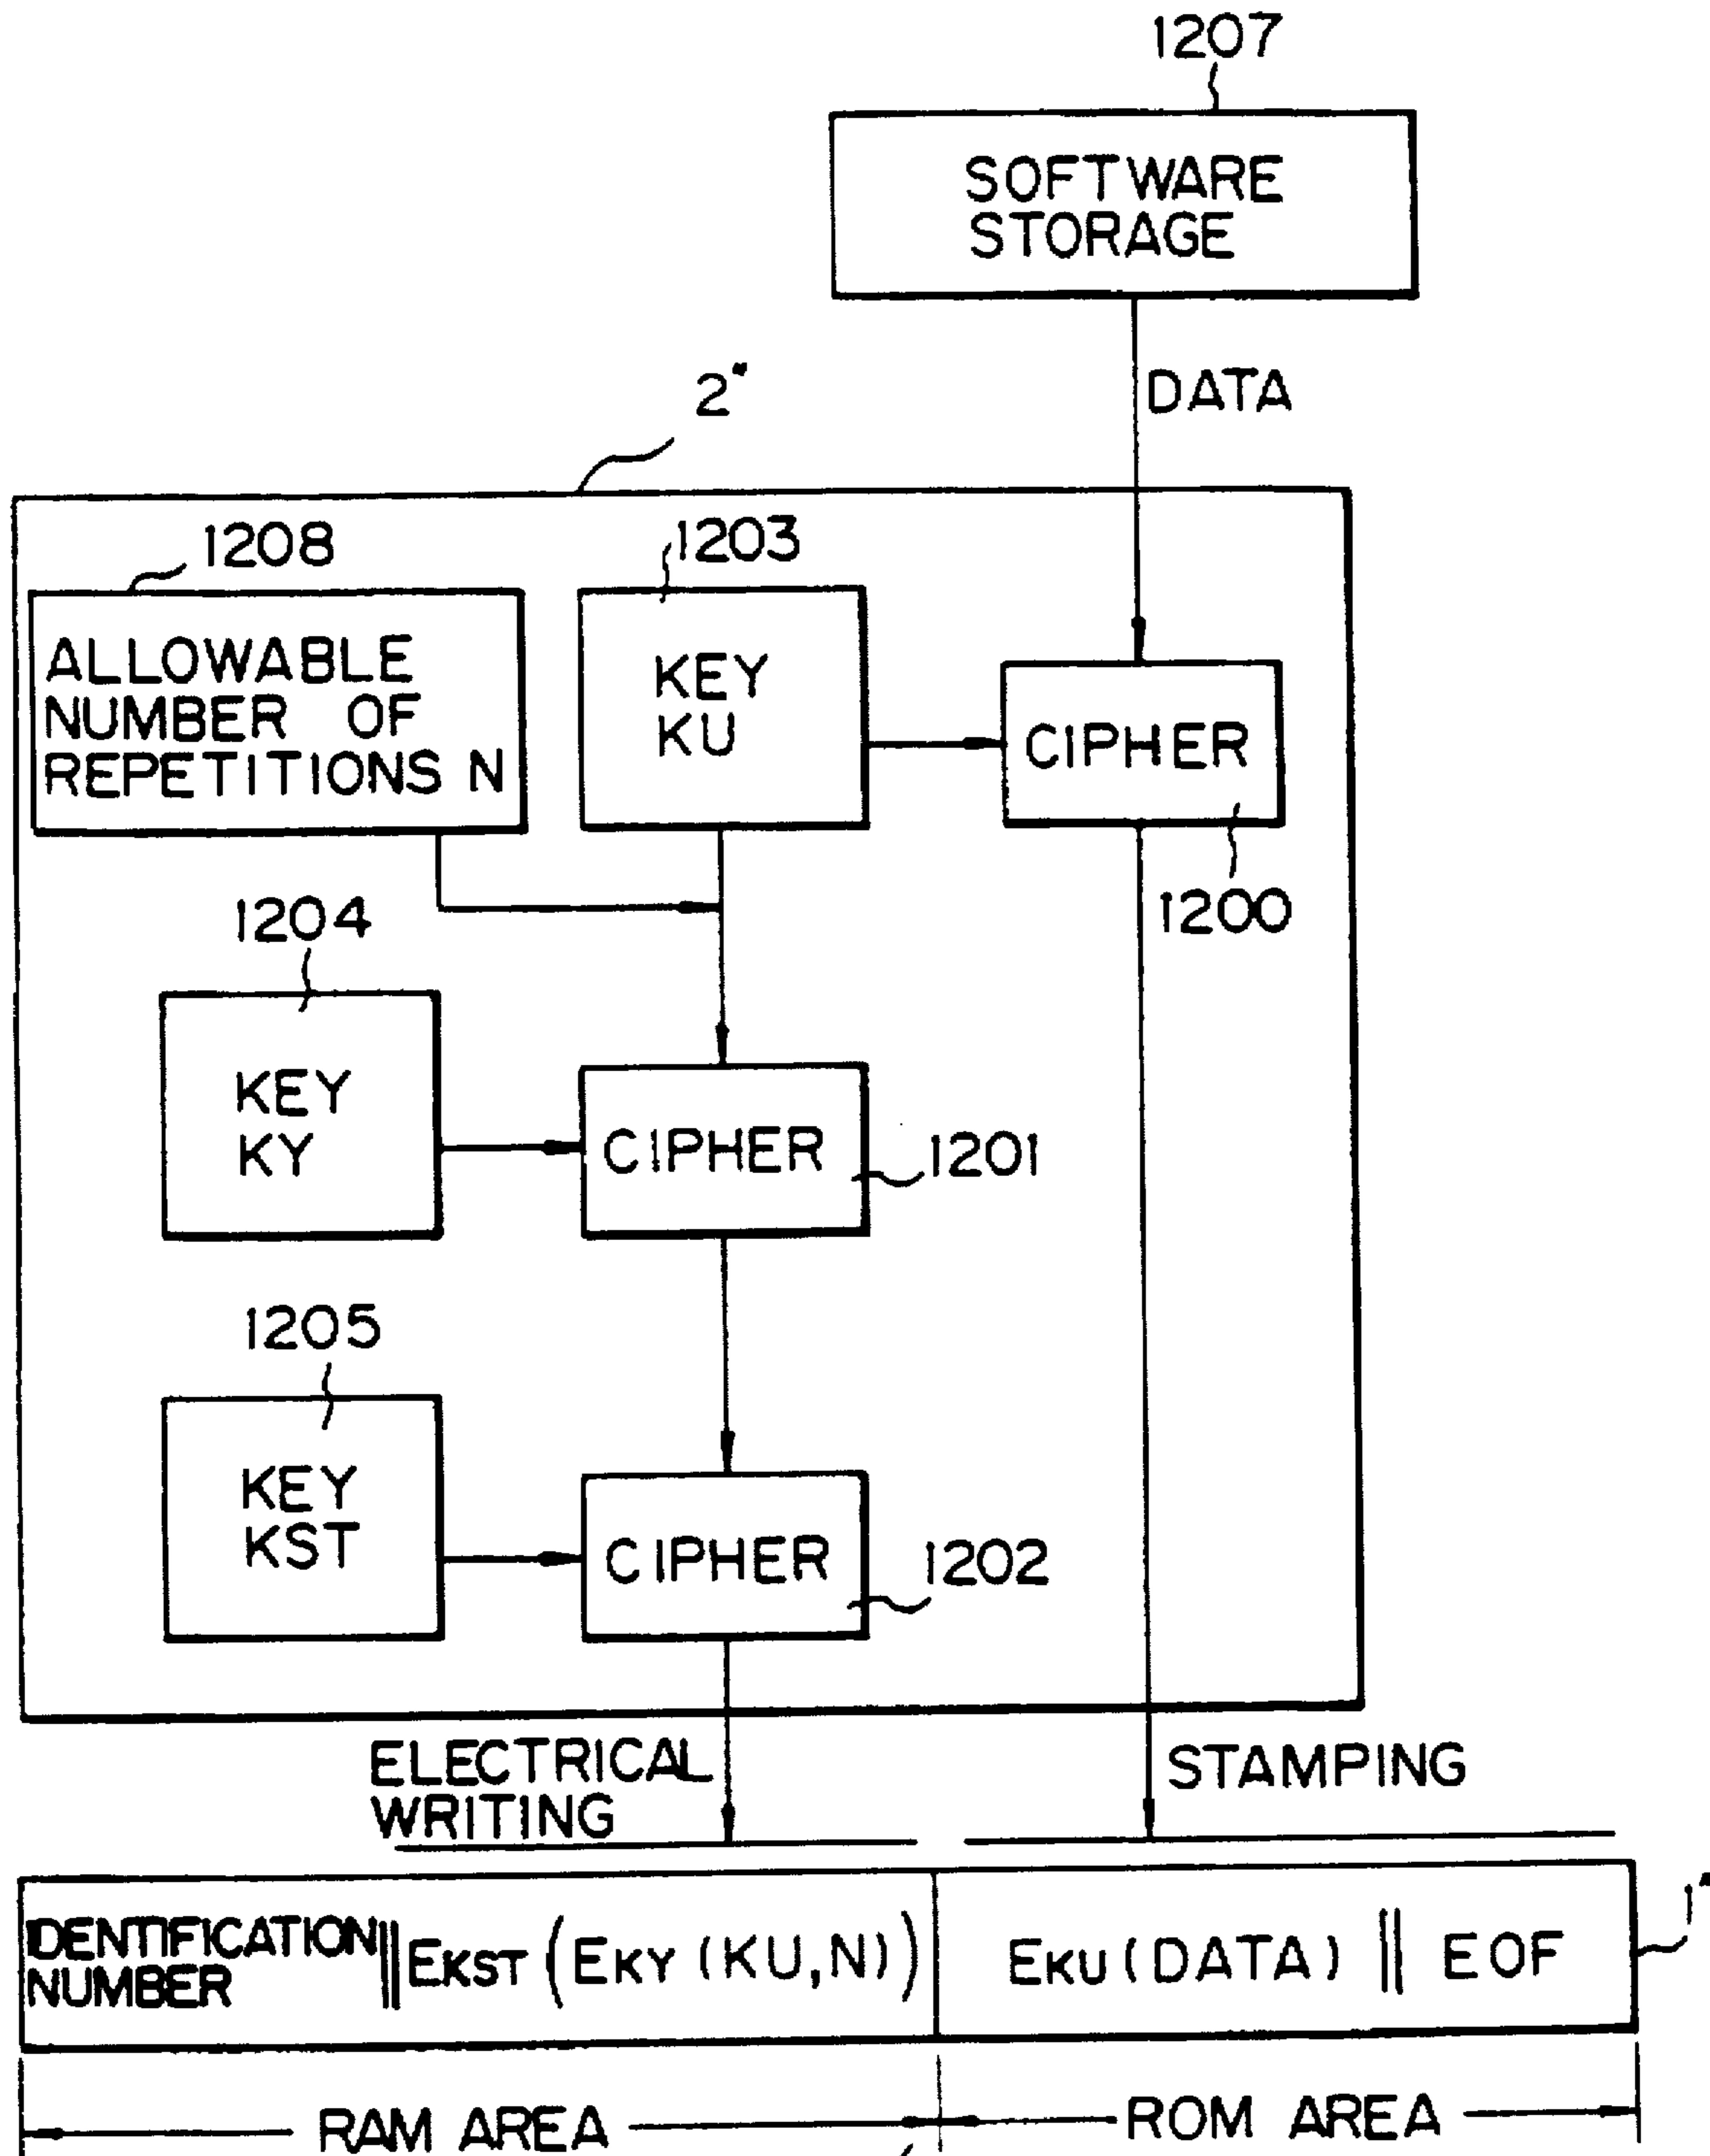 1207
SOFTWARE
STORAGE
2"
DATA
1208
1203
ALLOWABLE
NUMBER OF
REPETITIONS N
KEY
KU
CIPHER
1200
1204
KEY
KY
CIPHER
1201
1205
KEY
KST
CIPHER
1202
ELECTRICAL
WRITING
STAMPING
IDENTIFICATION
NUMBER
|| EKST (EKY (KU, N))
EKU (DATA) || EOF
1"
RAM AREA
ROM AREA